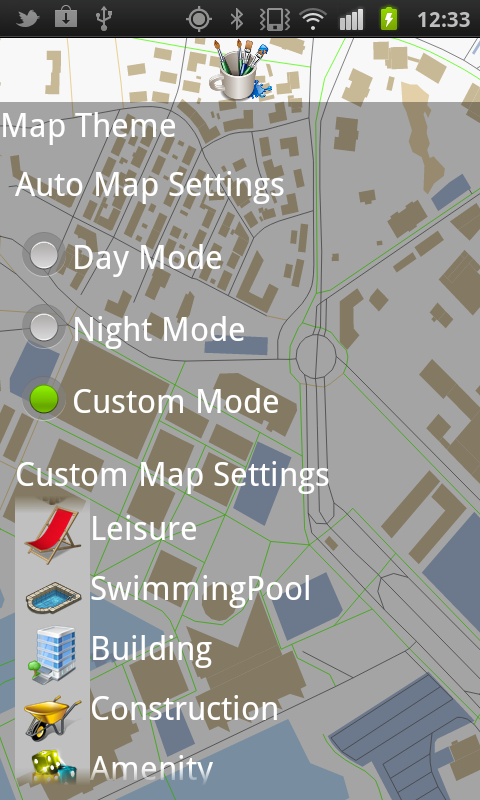 12:33
Map Theme
Auto Map Settings
Day Mode
Night Mode
Custom Mode
Custom Map Settings
Leisure
SwimmingPool
Building
Construction
Amenity